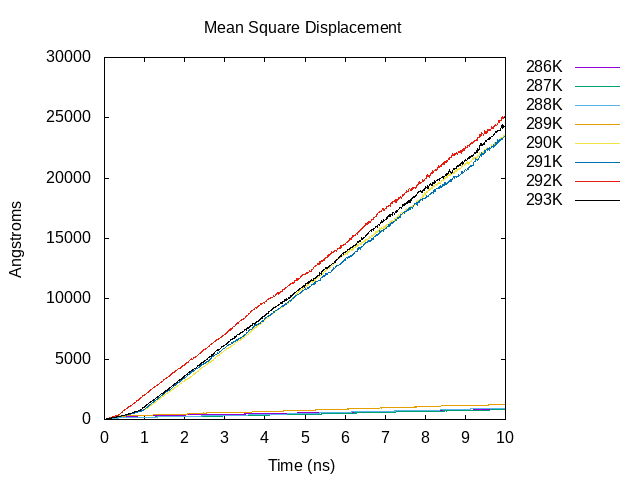 Mean Square Displacement
30000
25000
20000
15000
10000
5000
0
Angstroms
0 1 2 3 4 5 6 7 8 9 10
Time (ns)
286K
287K
288K
289K
290K
291K
292K
293K